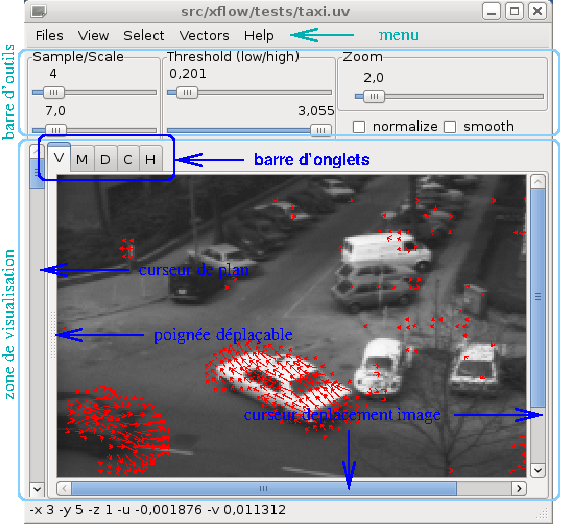 src/xflow/tests/taxi.uv
Files View Select Vectors Help menu
barre d'outils
Sample/Scale Threshold (low/high) Zoom
4 0,201 2,0
7,0 3,055
normalize smooth
V M D C H barre d'onglets
zone de visualisation
curseur de plan
poignée déplaçable
curseur déplacement image
-x 3 -y 5 -z 1 -u -0,001876 -v 0,011312